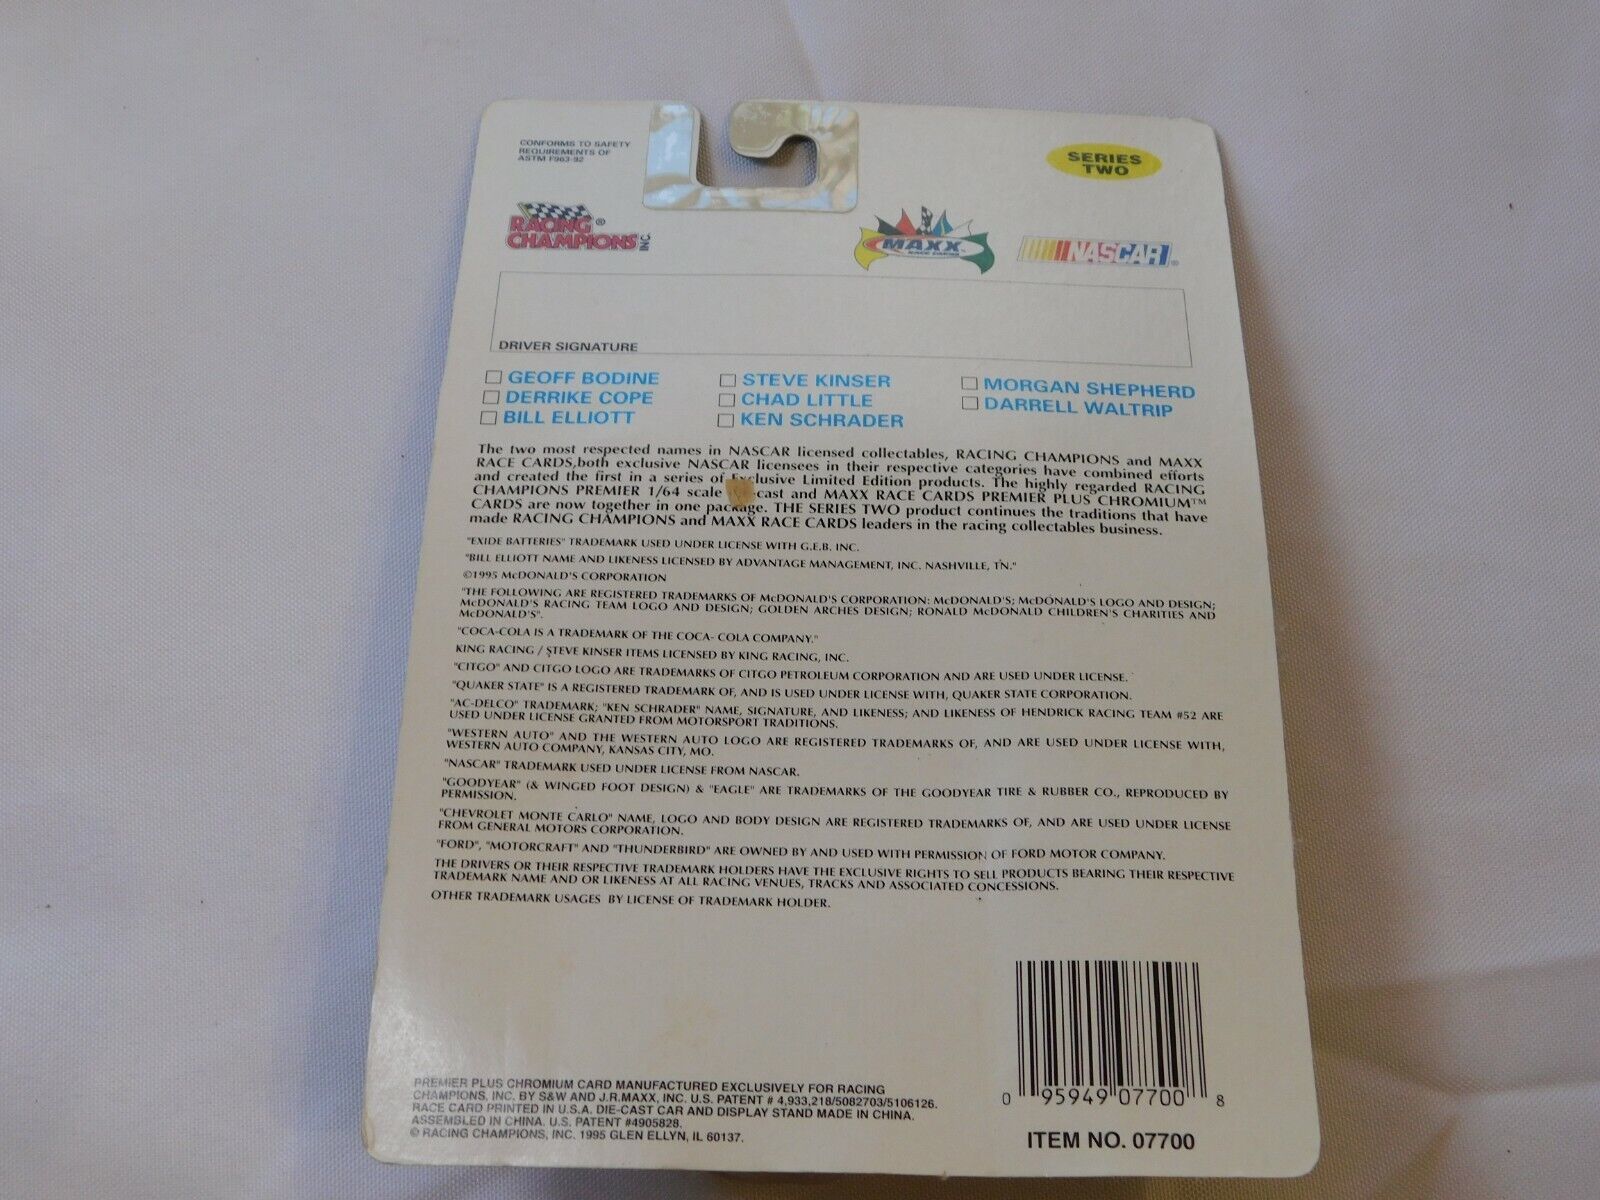 CONFORMS TO SAFETY
REQUIREMENTS OF
ASTM F963-92
SERIES
TWO
RACING®
CHAMPIONS INC.
MAXX
RACE CARDS
NASCAR®
DRIVER SIGNATURE
☐ GEOFF BODINE
☐ DERRIKE COPE
☐ BILL ELLIOTT
☐ STEVE KINSER
☐ CHAD LITTLE
☐ KEN SCHRADER
☐ MORGAN SHEPHERD
☐ DARRELL WALTRIP
The two most respected names in NASCAR licensed collectables, RACING CHAMPIONS and MAXX
RACE CARDS,both exclusive NASCAR licensees in their respective categories have combined efforts
and created the first in a series of Exclusive Limited Edition products. The highly regarded RACING
CHAMPIONS PREMIER 1/64 scale -cast and MAXX RACE CARDS PREMIER PLUS CHROMIUM™
CARDS are now together in one package. THE SERIES TWO product continues the traditions that have
made RACING CHAMPIONS and MAXX RACE CARDS leaders in the racing collectables business.
"EXIDE BATTERIES" TRADEMARK USED UNDER LICENSE WITH G.E.B. INC.
"BILL ELLIOTT NAME AND LIKENESS LICENSED BY ADVANTAGE MANAGEMENT, INC. NASHVILLE, TN."
©1995 McDONALD'S CORPORATION
"THE FOLLOWING ARE REGISTERED TRADEMARKS OF McDONALD'S CORPORATION: McDONALD'S; McDONALD'S LOGO AND DESIGN;
McDONALD'S RACING TEAM LOGO AND DESIGN; GOLDEN ARCHES DESIGN; RONALD McDONALD CHILDREN'S CHARITIES AND
McDONALD'S".
"COCA-COLA IS A TRADEMARK OF THE COCA- COLA COMPANY."
KING RACING / STEVE KINSER ITEMS LICENSED BY KING RACING, INC.
"CITGO" AND CITGO LOGO ARE TRADEMARKS OF CITGO PETROLEUM CORPORATION AND ARE USED UNDER LICENSE.
"QUAKER STATE" IS A REGISTERED TRADEMARK OF, AND IS USED UNDER LICENSE WITH, QUAKER STATE CORPORATION.
"AC-DELCO" TRADEMARK; "KEN SCHRADER" NAME, SIGNATURE, AND LIKENESS; AND LIKENESS OF HENDRICK RACING TEAM #52 ARE
USED UNDER LICENSE GRANTED FROM MOTORSPORT TRADITIONS.
"WESTERN AUTO" AND THE WESTERN AUTO LOGO ARE REGISTERED TRADEMARKS OF, AND ARE USED UNDER LICENSE WITH,
WESTERN AUTO COMPANY, KANSAS CITY, MO.
"NASCAR" TRADEMARK USED UNDER LICENSE FROM NASCAR.
"GOODYEAR" (& WINGED FOOT DESIGN) & "EAGLE" ARE TRADEMARKS OF THE GOODYEAR TIRE & RUBBER CO., REPRODUCED BY
PERMISSION.
"CHEVROLET MONTE CARLO" NAME, LOGO AND BODY DESIGN ARE REGISTERED TRADEMARKS OF, AND ARE USED UNDER LICENSE
FROM GENERAL MOTORS CORPORATION.
"FORD", "MOTORCRAFT" AND "THUNDERBIRD" ARE OWNED BY AND USED WITH PERMISSION OF FORD MOTOR COMPANY.
THE DRIVERS OR THEIR RESPECTIVE TRADEMARK HOLDERS HAVE THE EXCLUSIVE RIGHTS TO SELL PRODUCTS BEARING THEIR RESPECTIVE
TRADEMARK NAME AND OR LIKENESS AT ALL RACING VENUES, TRACKS AND ASSOCIATED CONCESSIONS.
OTHER TRADEMARK USAGES BY LICENSE OF TRADEMARK HOLDER.
PREMIER PLUS CHROMIUM CARD MANUFACTURED EXCLUSIVELY FOR RACING
CHAMPIONS, INC. BY S&W AND J.R.MAXX, INC. U.S. PATENT # 4,933,218/5082703/5106126.
RACE CARD PRINTED IN U.S.A. DIE-CAST CAR AND DISPLAY STAND MADE IN CHINA.
ASSEMBLED IN CHINA. U.S. PATENT #4905828.
© RACING CHAMPIONS, INC. 1995 GLEN ELLYN, IL 60137.
0 95949 07700 8
ITEM NO. 07700